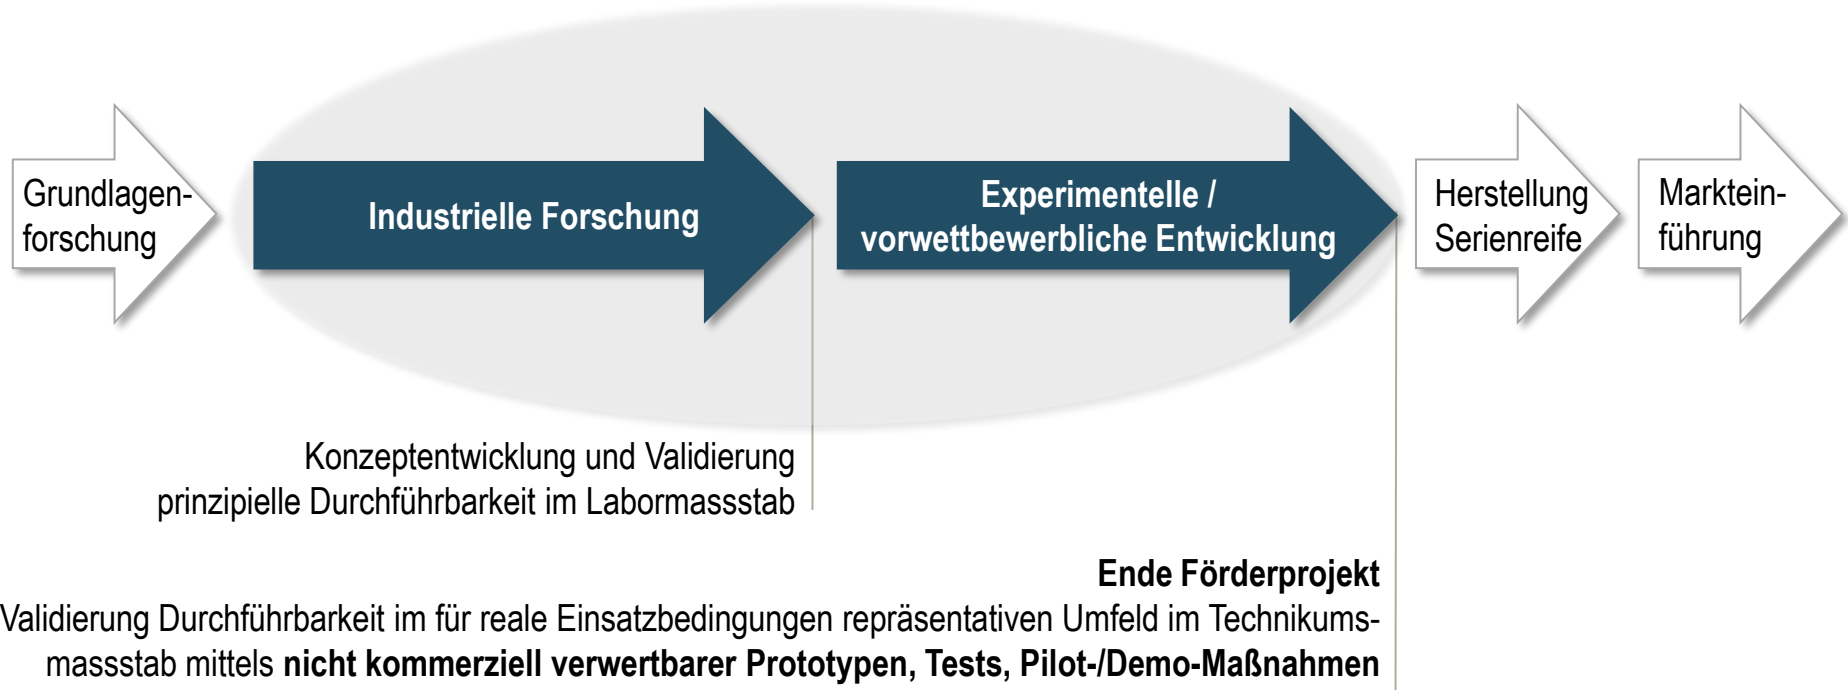 Grundlagen-
forschung
Industrielle Forschung
Experimentelle /
vorwettbewerbliche Entwicklung
Herstellung
Serienreife
Marktein-
führung
Konzeptentwicklung und Validierung
prinzipielle Durchführbarkeit im Labormassstab
Ende Förderprojekt
Validierung Durchführbarkeit im für reale Einsatzbedingungen repräsentativen Umfeld im Technikums-
massstab mittels nicht kommerziell verwertbarer Prototypen, Tests, Pilot-/Demo-Maßnahmen